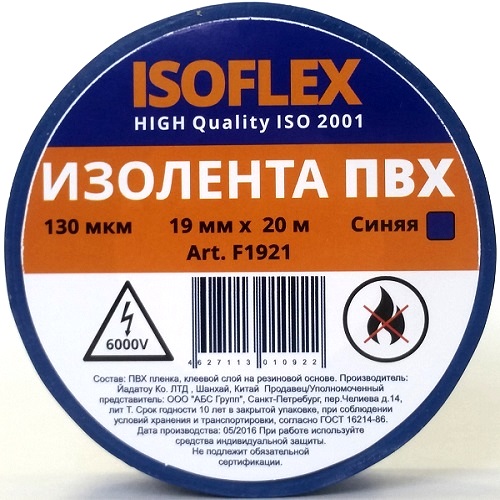 ISOFLEX
HIGH Quality ISO 2001
ИЗОЛЕНТА ПВХ
130 мкм 19 мм x 20 м Синяя
Art. F1921
6000V
4627113 010922
Состав: ПВХ пленка, клеевой слой на резиновой основе. Производитель:
Йадатоу Ко. ЛТД , Шанхай, Китай Продавец/Уполномоченный
представитель: ООО "АБС Групп", Санкт-Петербург, пер.Челиева д.14,
лит Т. Срок годности 10 лет в закрытой упаковке, при соблюдении
условий хранения и транспортировки, согласно ГОСТ 16214-86.
Дата производства: 05/2016 При работе используйте
средства индивидуальной защиты.
Не подлежит обязательной
сертификации.